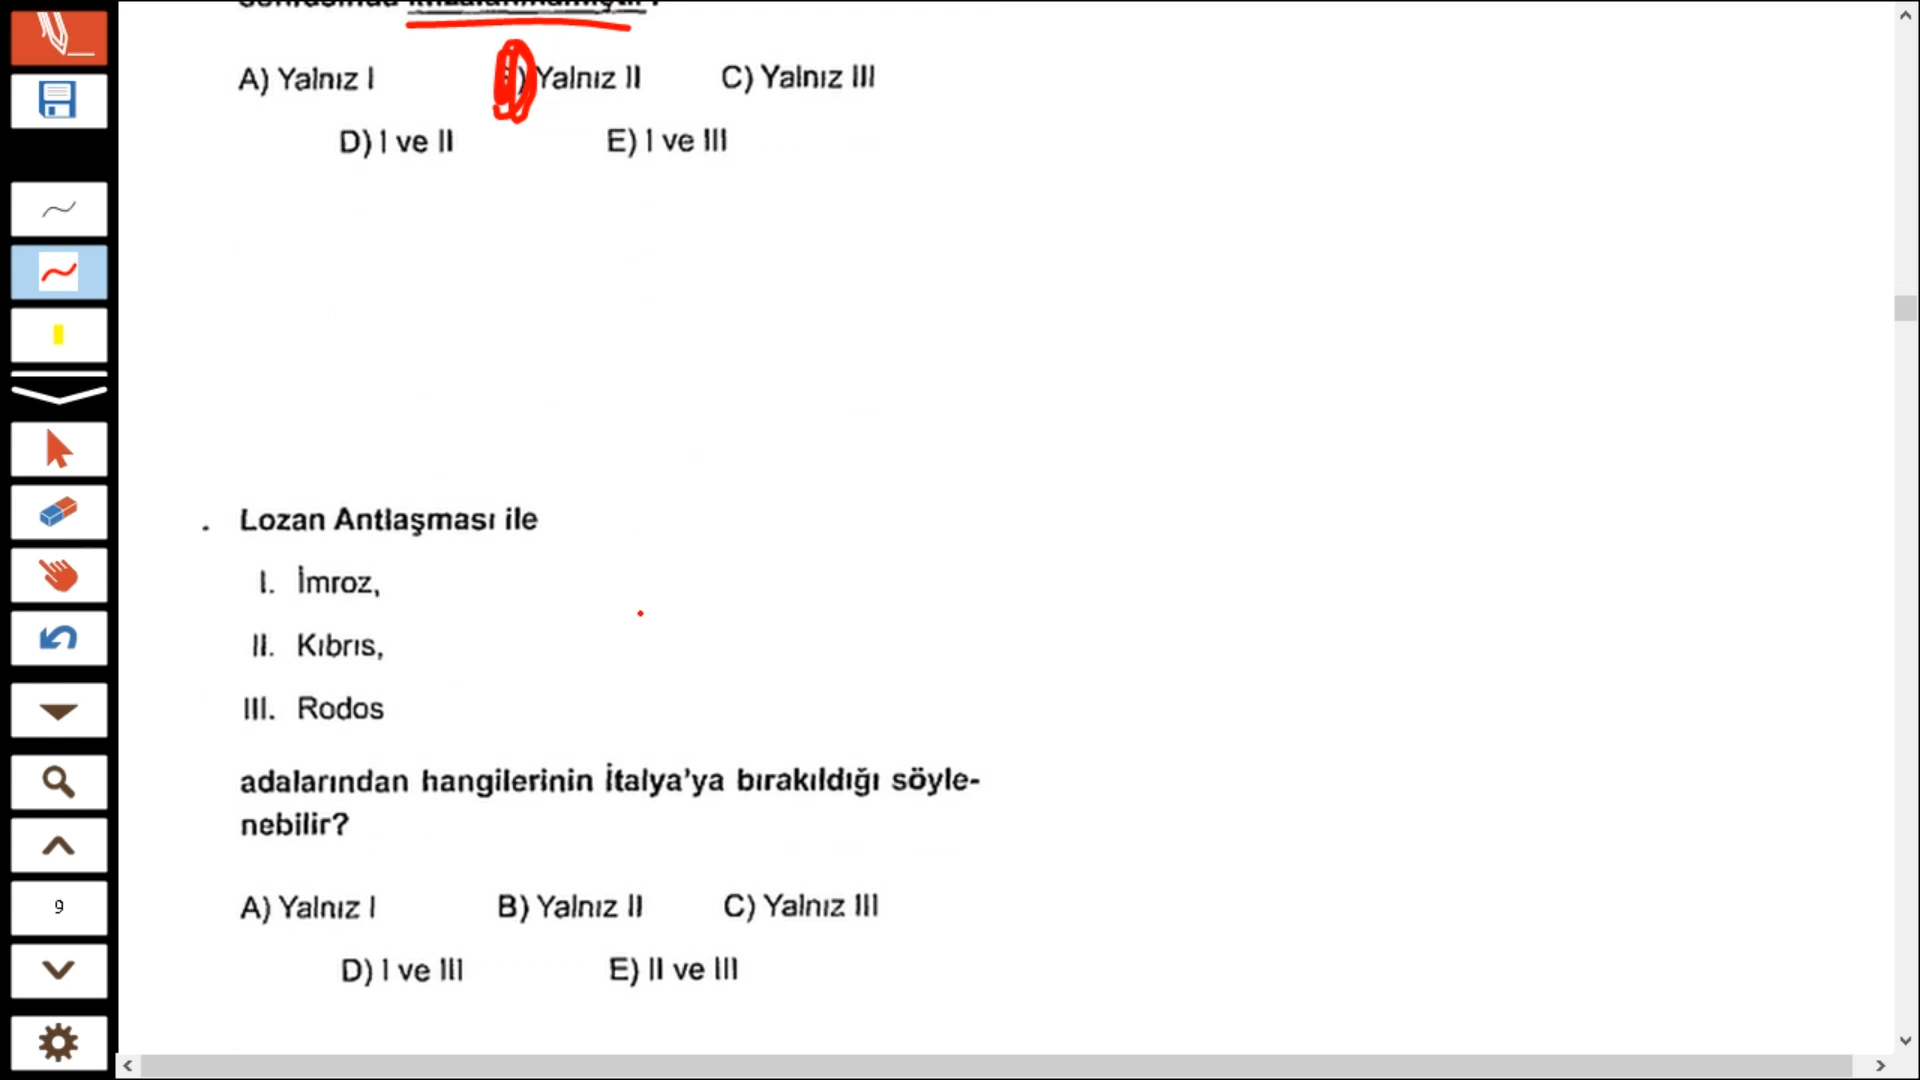 A) Yalnız I
) Yalnız II
C) Yalnız III
D) I ve II
E) I ve III
. Lozan Antlaşması ile
I. İmroz,
II. Kıbrıs,
III. Rodos
adalarından hangilerinin İtalya'ya bırakıldığı söyle-
nebilir?
A) Yalnız I
B) Yalnız II
C) Yalnız III
D) I ve III
E) II ve III
9